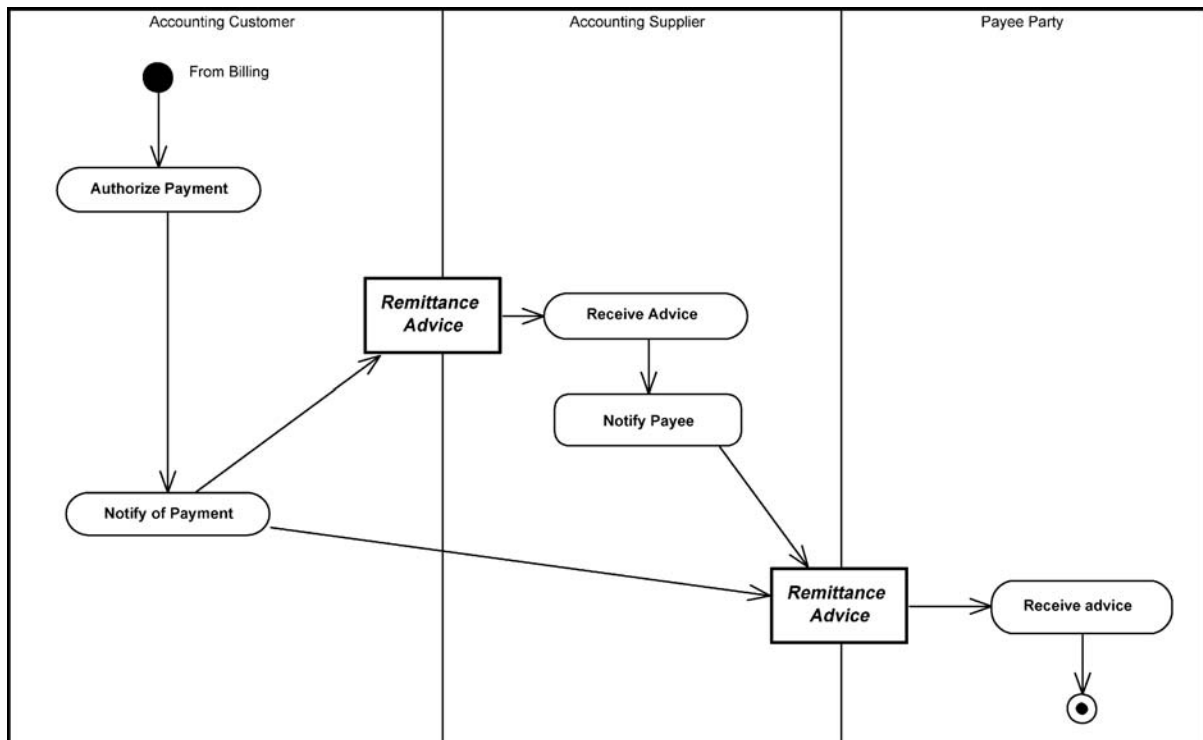 Accounting Customer
Accounting Supplier
Payee Party
From Billing
Authorize Payment
Remittance
Advice
Receive Advice
Notify Payee
Notify of Payment
Remittance
Advice
Receive advice